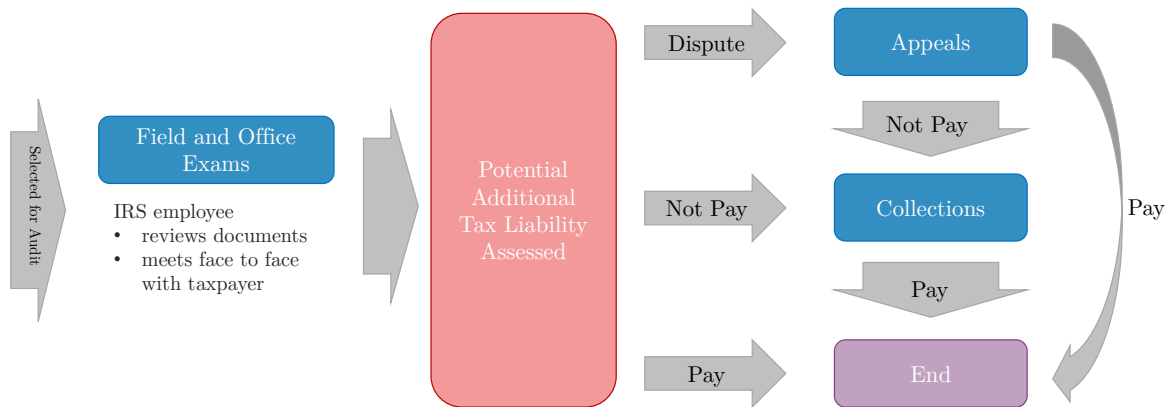 Selected for Audit
Field and Office
Exams
IRS employee
• reviews documents
• meets face to face
with taxpayer
Potential
Additional
Tax Liability
Assessed
Dispute
Not Pay
Pay
Appeals
Not Pay
Collections
Pay
End
Pay